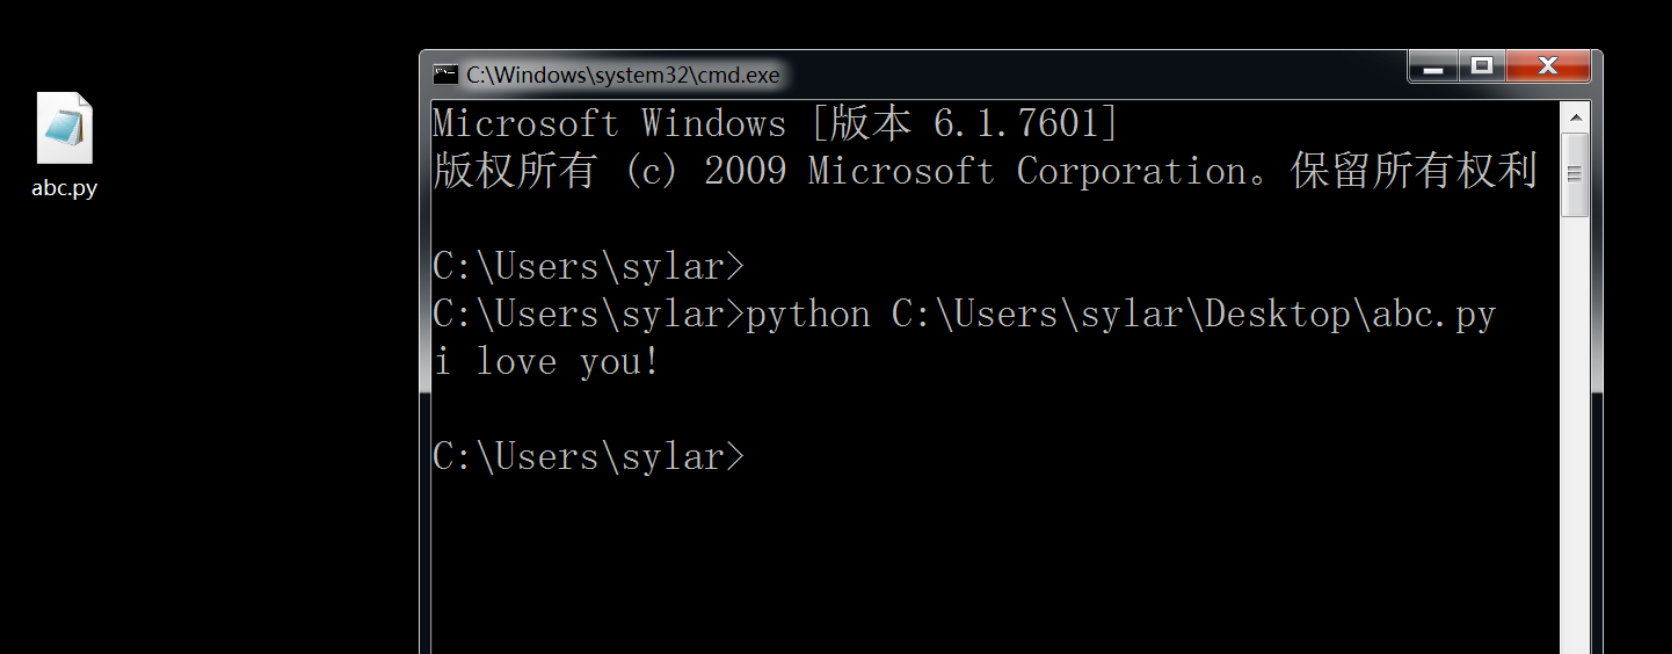 abc.py
C:\Windows\system32\cmd.exe
Microsoft Windows [版本 6.1.7601]
版权所有 (c) 2009 Microsoft Corporation。保留所有权利
C:\Users\sylar>
C:\Users\sylar>python C:\Users\sylar\Desktop\abc.py
i love you!
C:\Users\sylar>